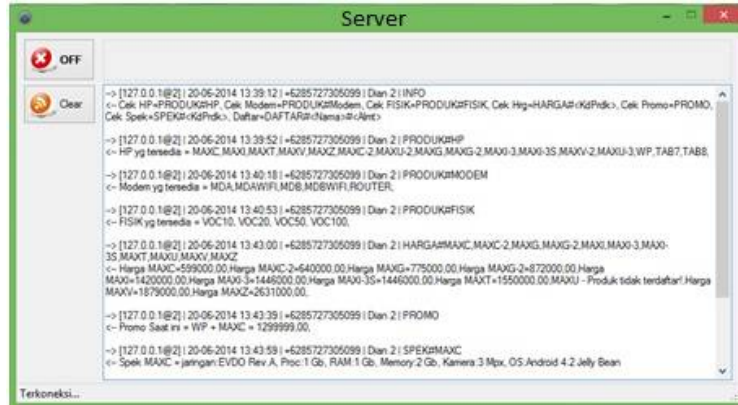 Server
OFF
Clear
-> [127.0.0.1@2] | 20-06-2014 13:39:12 | +6285727305099 | Dian 2 | INFO
<- Cek HP=PRODUK#HP, Cek Modem=PRODUK#Modem, Cek FISIK=PRODUK#FISIK, Cek Hrg=HARGA#<KdPrdk>, Cek Promo=PROMO,
Cek Spek=SPEK#<KdPrdk>, Daftar=DAFTAR#<Nama>#<Almt>
-> [127.0.0.1@2] | 20-06-2014 13:39:52 | +6285727305099 | Dian 2 | PRODUK#HP
<- HP yg tersedia = MAXC,MAXI,MAXT,MAXV,MAXZ,MAXC-2,MAXU-2,MAXG,MAXG-2,MAXI-3,MAXI-3S,MAXV-2,MAXU-3,WP,TAB7,TAB8,
-> [127.0.0.1@2] | 20-06-2014 13:40:18 | +6285727305099 | Dian 2 | PRODUK#MODEM
<- Modem yg tersedia = MDA,MDAWIFI,MDB,MDBWIFI,ROUTER,
-> [127.0.0.1@2] | 20-06-2014 13:40:53 | +6285727305099 | Dian 2 | PRODUK#FISIK
<- FISIK yg tersedia = VOC10, VOC20, VOC50, VOC100,
-> [127.0.0.1@2] | 20-06-2014 13:43:00 | +6285727305099 | Dian 2 | HARGA#MAXC,MAXC-2,MAXG,MAXG-2,MAXI,MAXI-3,MAXI-
3S,MAXT,MAXU,MAXV,MAXZ
<- Harga MAXC=599000,00,Harga MAXC-2=640000,00,Harga MAXG=775000,00,Harga MAXG-2=872000,00,Harga
MAXI=1420000,00,Harga MAXI-3=1446000,00,Harga MAXI-3S=1446000,00,Harga MAXT=1550000,00,MAXU - Produk tidak terdaftar!,Harga
MAXV=1879000,00,Harga MAXZ=2631000,00,
-> [127.0.0.1@2] | 20-06-2014 13:43:39 | +6285727305099 | Dian 2 | PROMO
<- Promo Saat ini = WP + MAXC = 1299999,00,
-> [127.0.0.1@2] | 20-06-2014 13:43:59 | +6285727305099 | Dian 2 | SPEK#MAXC
<- Spek MAXC = jaringan:EVDO Rev.A, Proc:1 Gb, RAM:1 Gb, Memory:2 Gb, Kamera:3 Mpx, OS:Android 4.2 Jelly Bean
Terkoneksi...